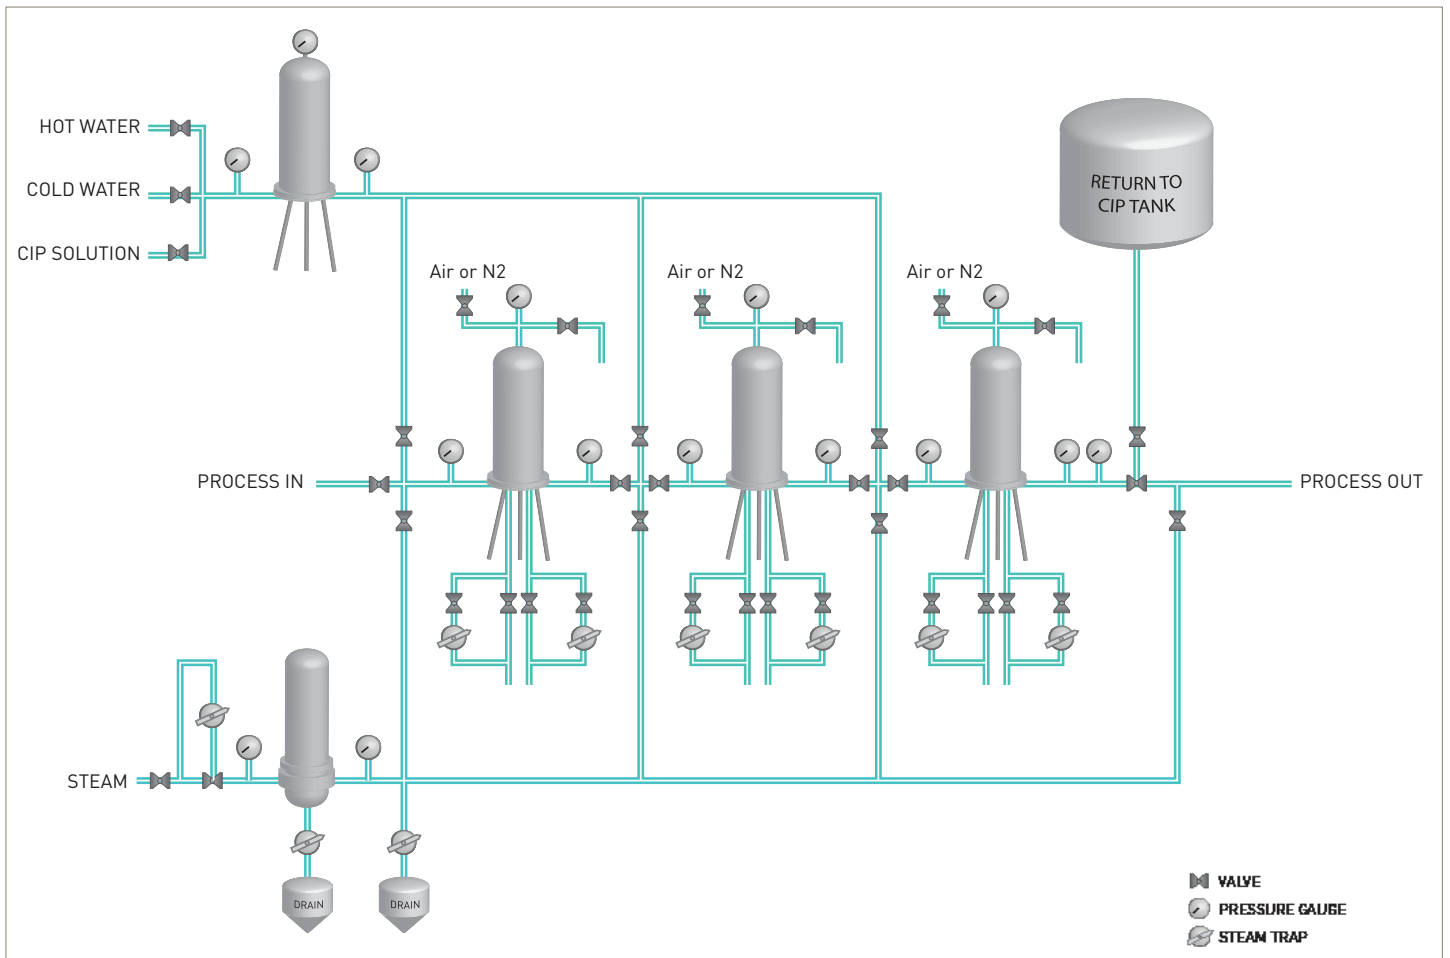 HOT WATER
COLD WATER
CIP SOLUTION
RETURN TO
CIP TANK
Air or N2
Air or N2
Air or N2
PROCESS IN
PROCESS OUT
STEAM
DRAIN
DRAIN
VALVE
PRESSURE GAUGE
STEAM TRAP